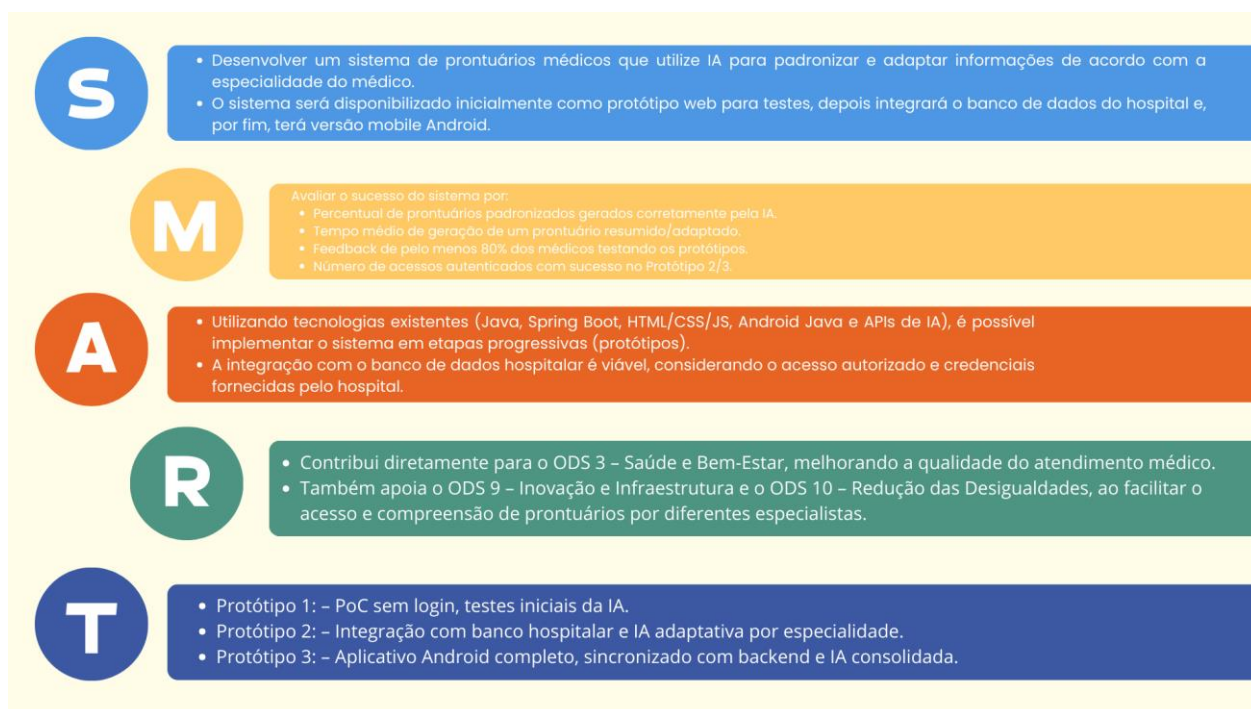 S
• Desenvolver um sistema de prontuários médicos que utilize IA para padronizar e adaptar informações de acordo com a
especialidade do médico.
• O sistema será disponibilizado inicialmente como protótipo web para testes, depois integrará o banco de dados do hospital e,
por fim, terá versão mobile Android.
M
Avaliar o sucesso do sistema por:
• Percentual de prontuários padronizados gerados corretamente pela IA.
• Tempo médio de geração de um prontuário resumido/adaptado.
• Feedback de pelo menos 80% dos médicos testando os protótipos.
• Número de acessos autenticados com sucesso no Protótipo 2/3.
A
• Utilizando tecnologias existentes (Java, Spring Boot, HTML/CSS/JS, Android Java e APIs de IA), é possível
implementar o sistema em etapas progressivas (protótipos).
• A integração com o banco de dados hospitalar é viável, considerando o acesso autorizado e credenciais
fornecidas pelo hospital.
R
• Contribui diretamente para o ODS 3 – Saúde e Bem-Estar, melhorando a qualidade do atendimento médico.
• Também apoia o ODS 9 – Inovação e Infraestrutura e o ODS 10 – Redução das Desigualdades, ao facilitar o
acesso e compreensão de prontuários por diferentes especialistas.
T
• Protótipo 1: – PoC sem login, testes iniciais da IA.
• Protótipo 2: – Integração com banco hospitalar e IA adaptativa por especialidade.
• Protótipo 3: – Aplicativo Android completo, sincronizado com backend e IA consolidada.